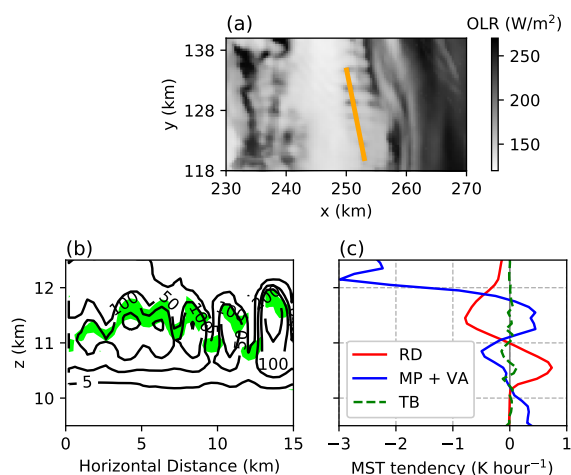 (a)
OLR (W/m²)
138
128
118
y (km)
230 240 250 260 270
x (km)
250
200
150
(b)
12
11
10
z (km)
100
50
100
5
0 5 10 15
Horizontal Distance (km)
(c)
RD
MP + VA
TB
−3 −2 −1 0 1
MST tendency (K hour⁻¹)